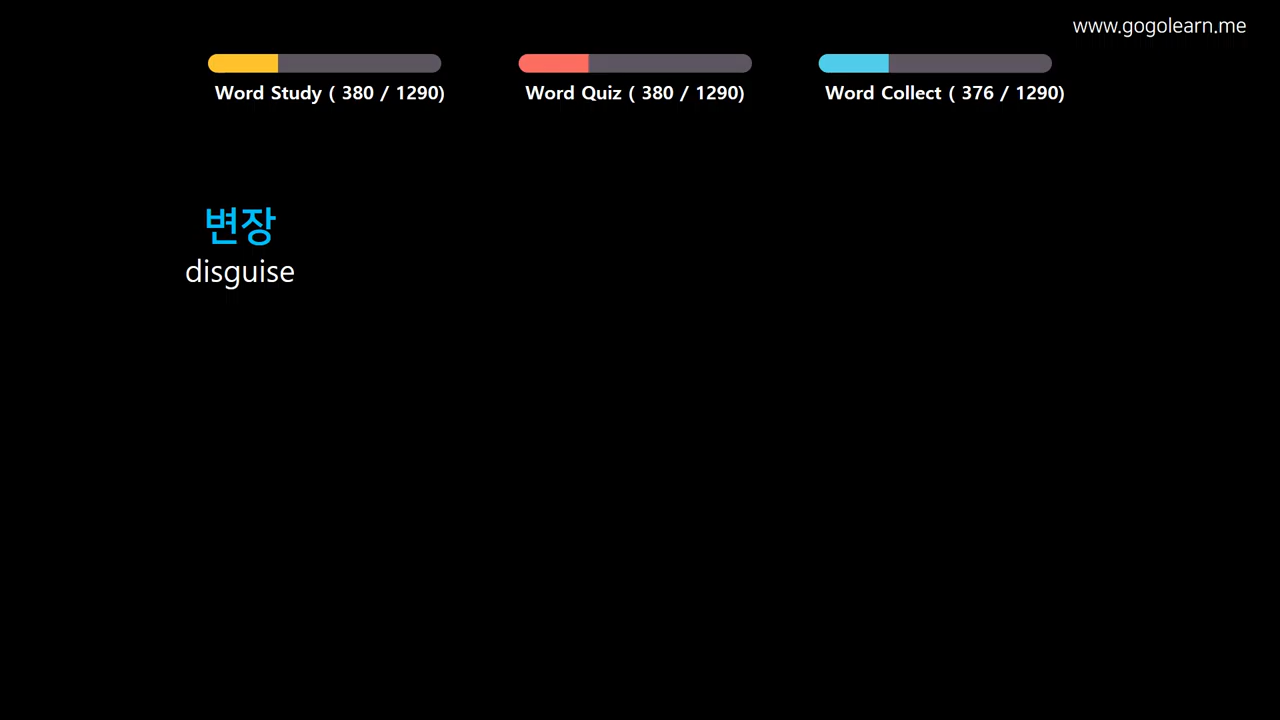 www.gogolearn.me
Word Study ( 380 / 1290)
Word Quiz ( 380 / 1290)
Word Collect ( 376 / 1290)
변장
disguise